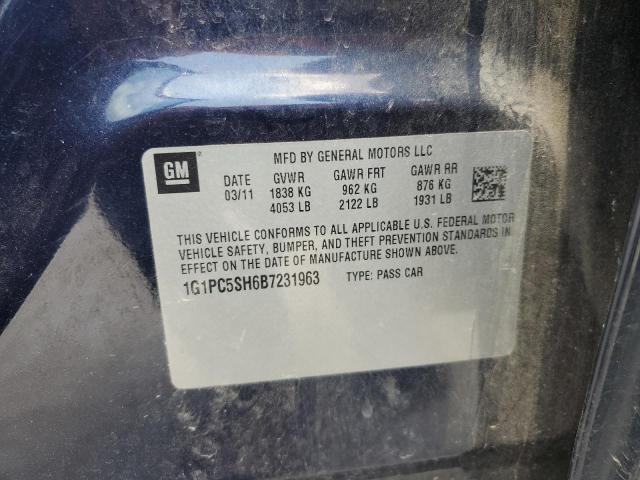 GM
MFD BY GENERAL MOTORS LLC
DATE GVWR GAWR FRT GAWR RR
03/11 1838 KG 962 KG 876 KG
4053 LB 2122 LB 1931 LB
THIS VEHICLE CONFORMS TO ALL APPLICABLE U.S. FEDERAL MOTOR
VEHICLE SAFETY, BUMPER, AND THEFT PREVENTION STANDARDS IN
EFFECT ON THE DATE OF MANUFACTURE SHOWN ABOVE.
1G1PC5SH6B7231963 TYPE: PASS CAR